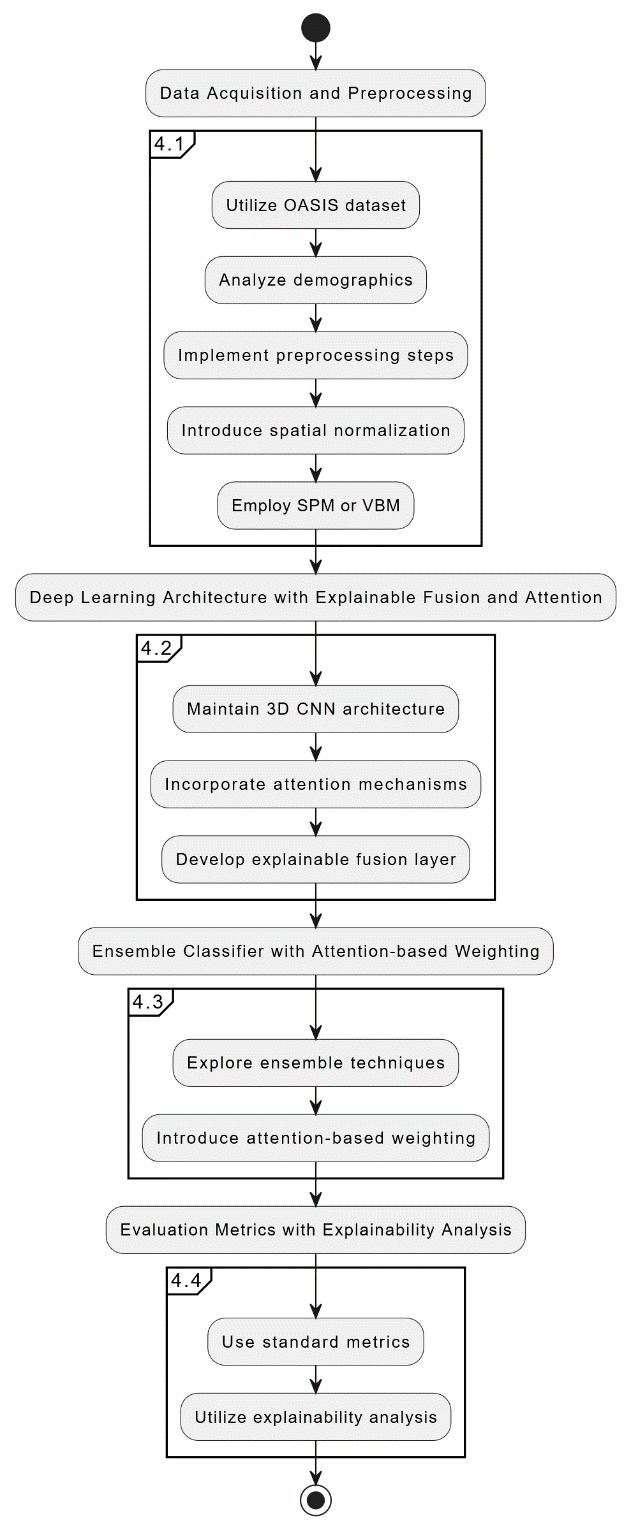 Data Acquisition and Preprocessing
4.1
Utilize OASIS dataset
Analyze demographics
Implement preprocessing steps
Introduce spatial normalization
Employ SPM or VBM
Deep Learning Architecture with Explainable Fusion and Attention
4.2
Maintain 3D CNN architecture
Incorporate attention mechanisms
Develop explainable fusion layer
Ensemble Classifier with Attention-based Weighting
4.3
Explore ensemble techniques
Introduce attention-based weighting
Evaluation Metrics with Explainability Analysis
4.4
Use standard metrics
Utilize explainability analysis